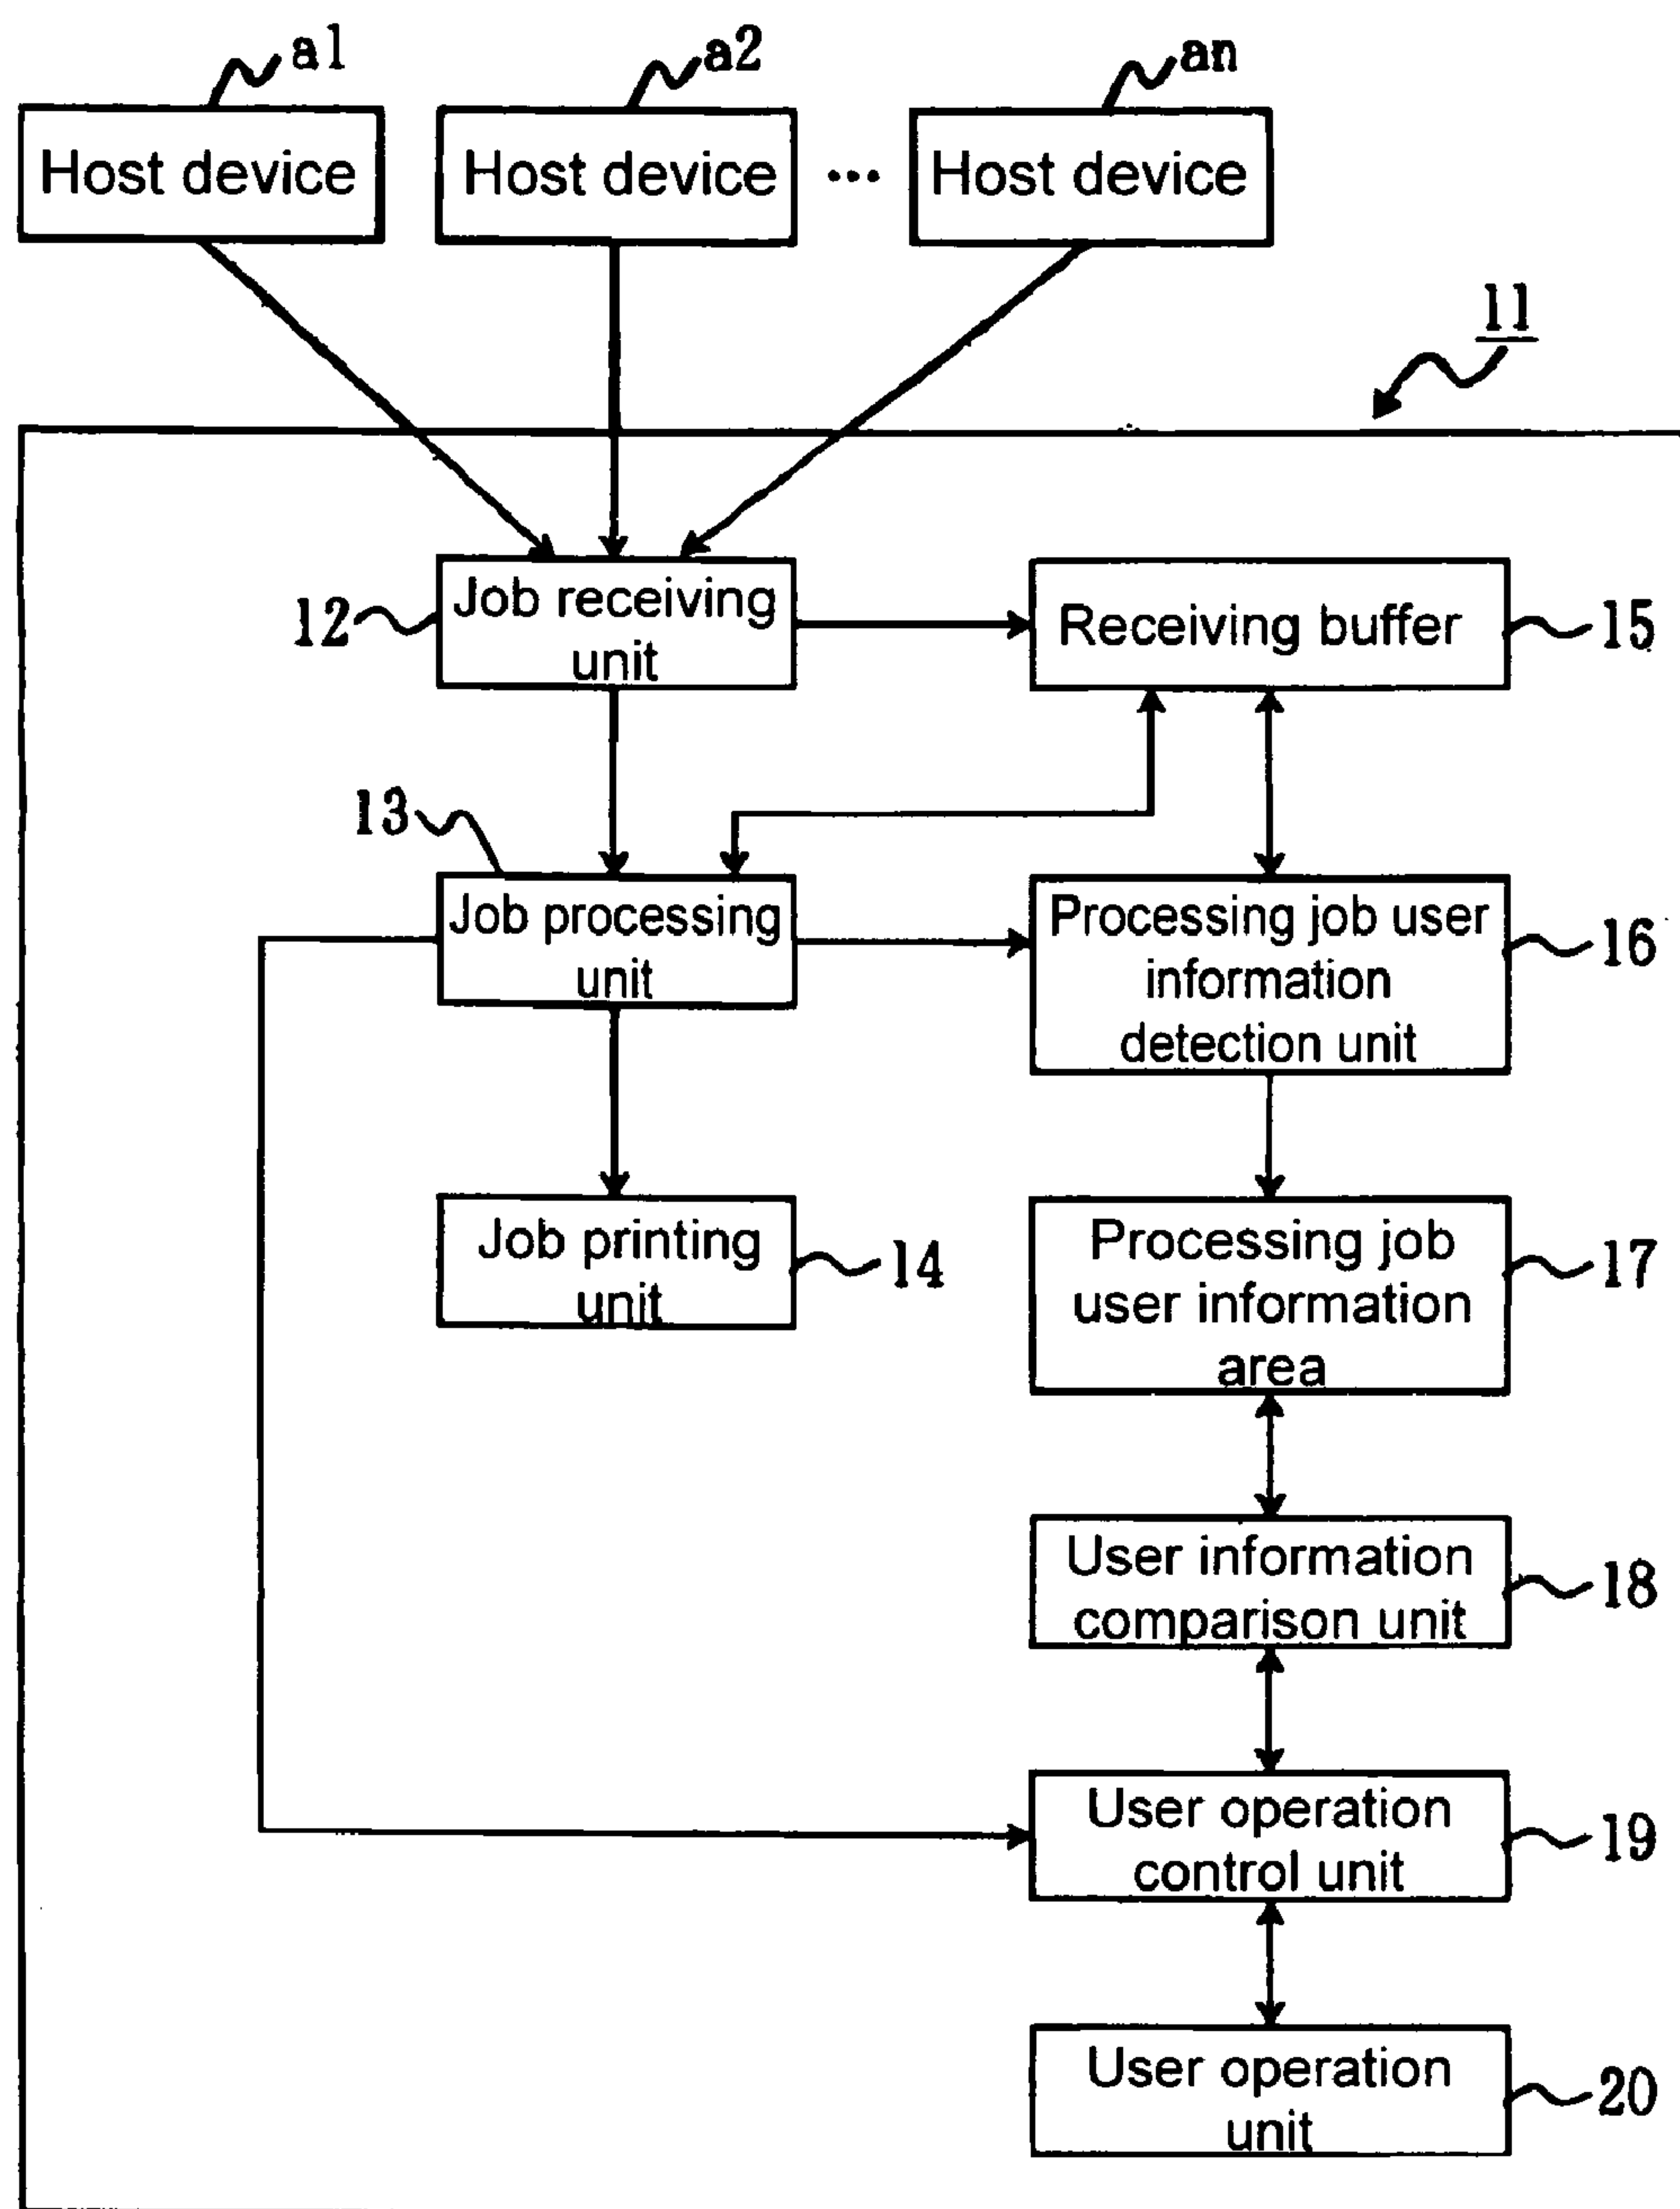 a1
a2
an
Host device
Host device
...
Host device
11
12
Job receiving
unit
Receiving buffer
15
13
Job processing
unit
Processing job user
information
detection unit
16
Job printing
unit
14
Processing job
user information
area
17
User information
comparison unit
18
User operation
control unit
19
User operation
unit
20